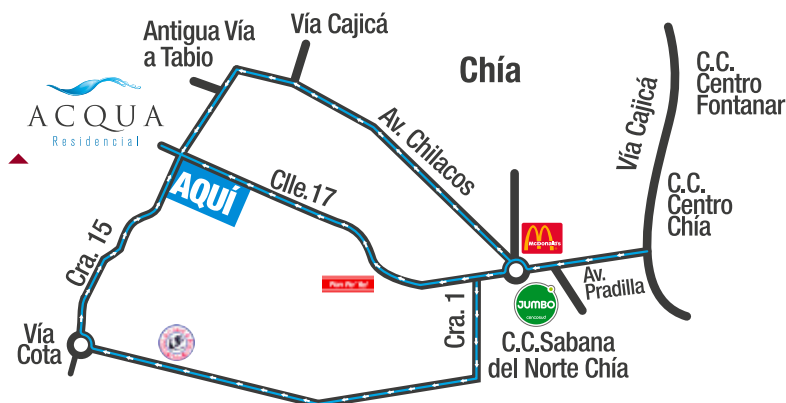 Antigua Vía
a Tabio
Vía Cajicá
Chía
C.C.
Centro
Fontanar
Vía Cajicá
ACQUA
Residencial
Av. Chilacos
AQUÍ
Clle.17
C.C.
Centro
Chía
Cra. 15
McDonald's
Av.
Pradilla
JUMBO
cencosud
Cra. 1
Vía
Cota
C.C.Sabana
del Norte Chía